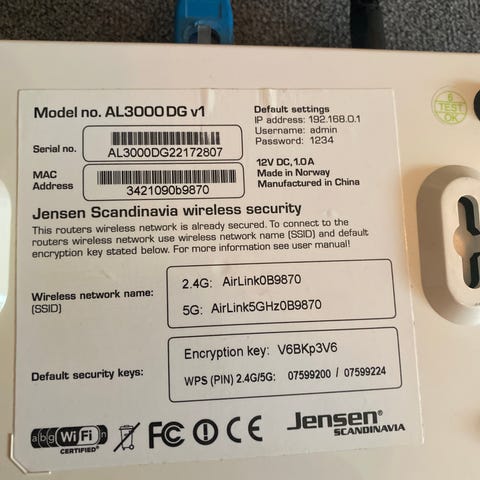 Model no. AL3000DG v1
Default settings
IP address: 192.168.0.1
Username: admin
Password: 1234
Serial no.
AL3000DG22172807
12V DC, 1.0A
Made in Norway
Manufactured in China
MAC
Address
3421090b9870
Jensen Scandinavia wireless security
This routers wireless network is already secured. To connect to the
routers wireless network use wireless network name (SSID) and default
encryption key stated below. For more information see user manual!
Wireless network name:
(SSID)
2.4G: AirLink0B9870
5G: AirLink5GHz0B9870
Default security keys:
Encryption key: V6BKp3V6
WPS (PIN) 2.4G/5G: 07599200 / 07599224
abg WiFi n
CERTIFIED®
FC CE
Jensen®
SCANDINAVIA
TEST
OK